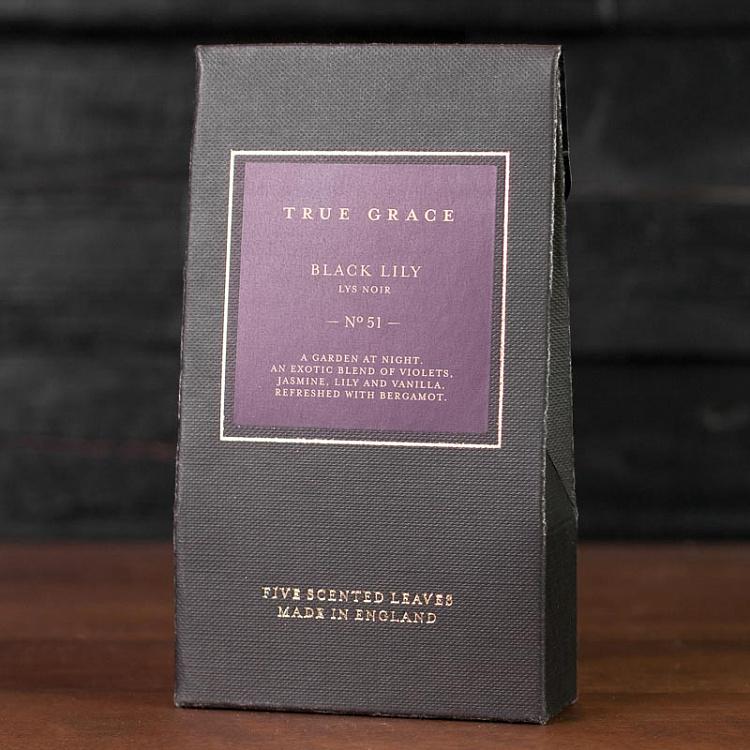 TRUE GRACE
BLACK LILY
LYS NOIR
— Nº 51 —
A GARDEN AT NIGHT.
AN EXOTIC BLEND OF VIOLETS,
JASMINE, LILY AND VANILLA,
REFRESHED WITH BERGAMOT.
FIVE SCENTED LEAVES
MADE IN ENGLAND